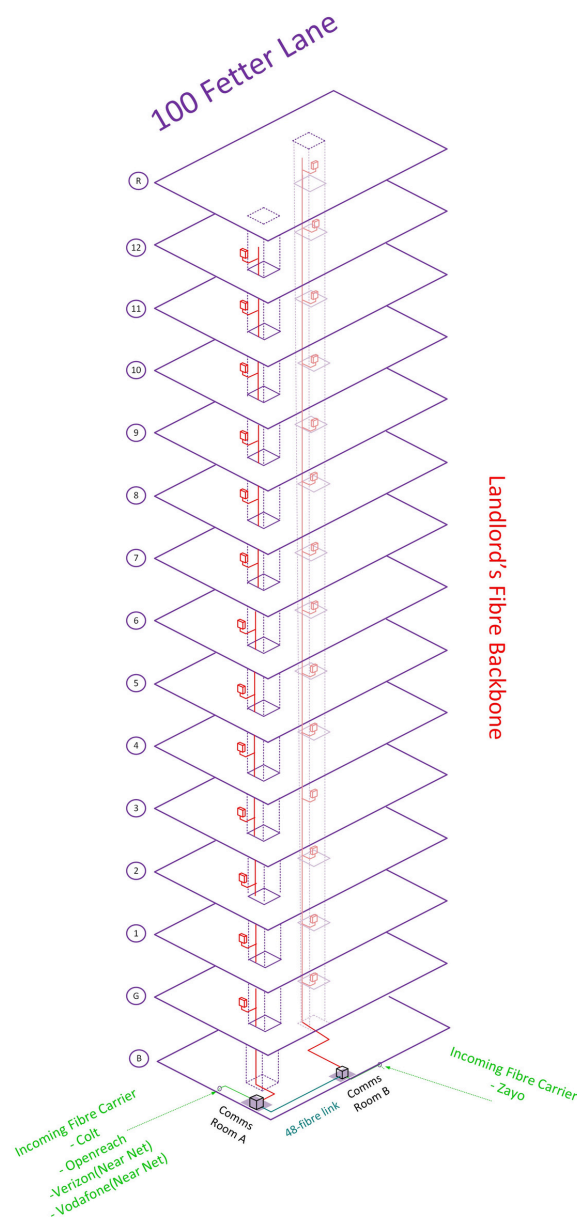 100 Fetter Lane
R
12
11
10
9
8
7
6
5
4
3
2
1
G
B
Landlord's Fibre Backbone
Incoming Fibre Carrier
- Colt
- Openreach
-Verizon(Near Net)
- Vodafone(Near Net)
Comms
Room A
48-fibre link
Comms
Room B
Incoming Fibre Carrier
- Zayo